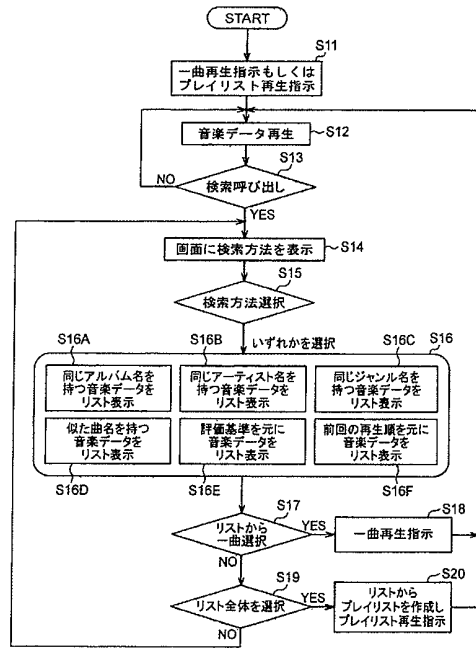 START
S11
一曲再生指示もしくは
プレイリスト再生指示
音楽データ再生
S12
S13
NO
検索呼び出し
YES
画面に検索方法を表示
S14
S15
検索方法選択
いずれかを選択
S16
S16A
S16B
S16C
同じアルバム名を
持つ音楽データを
リスト表示
同じアーティスト名を
持つ音楽データを
リスト表示
同じジャンル名を
持つ音楽データを
リスト表示
似た曲名を持つ
音楽データを
リスト表示
評価基準を元に
音楽データを
リスト表示
前回の再生順を元に
音楽データを
リスト表示
S16D
S16E
S16F
S17
リストから
一曲選択
YES
S18
一曲再生指示
NO
S19
リスト全体を選択
YES
S20
リストから
プレイリストを作成し
プレイリスト再生指示
NO